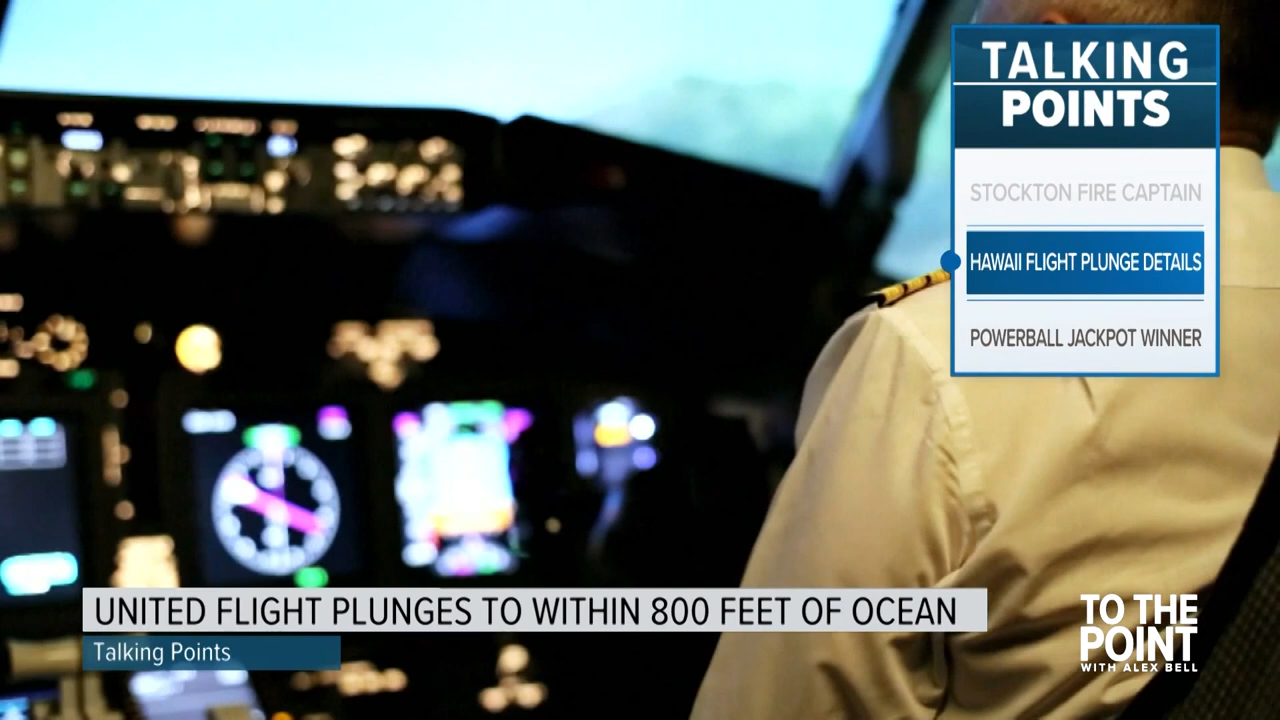 TALKING
POINTS
STOCKTON FIRE CAPTAIN
HAWAII FLIGHT PLUNGE DETAILS
POWERBALL JACKPOT WINNER
UNITED FLIGHT PLUNGES TO WITHIN 800 FEET OF OCEAN
Talking Points
TO THE
POINT
WITH ALEX BELL